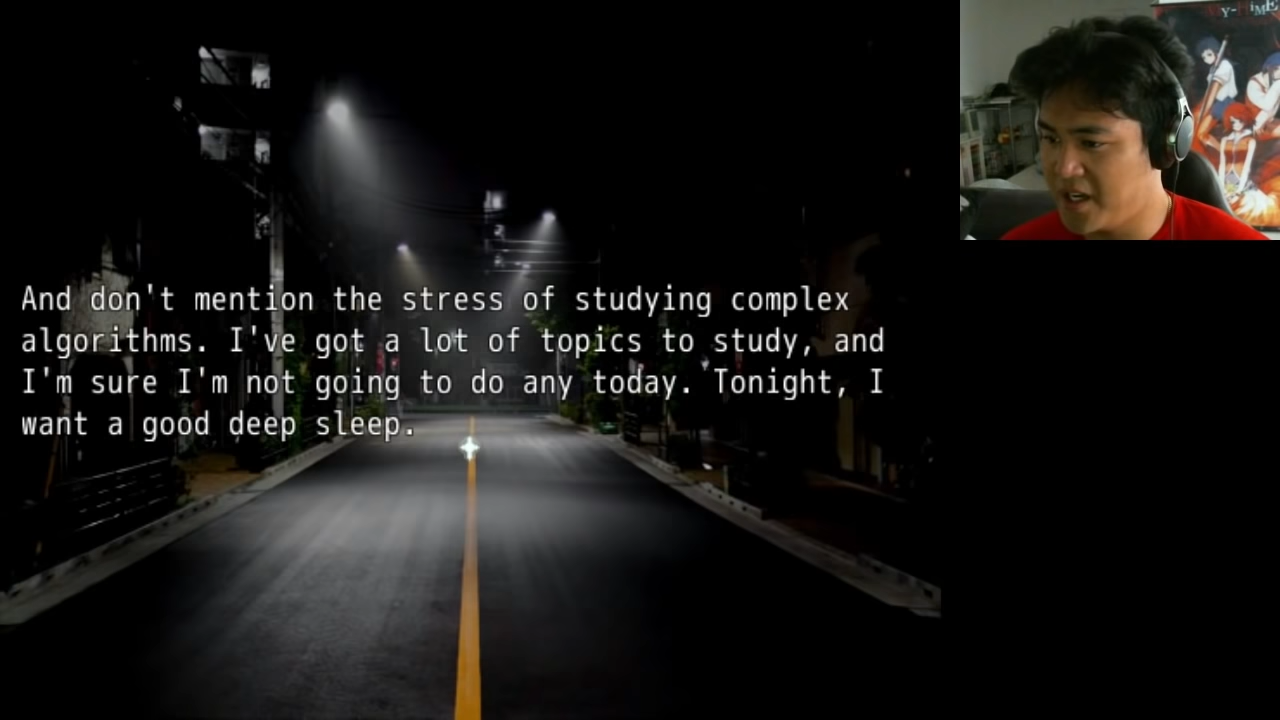 Y-HiME
And don't mention the stress of studying complex
algorithms. I've got a lot of topics to study, and
I'm sure I'm not going to do any today. Tonight, I
want a good deep sleep.